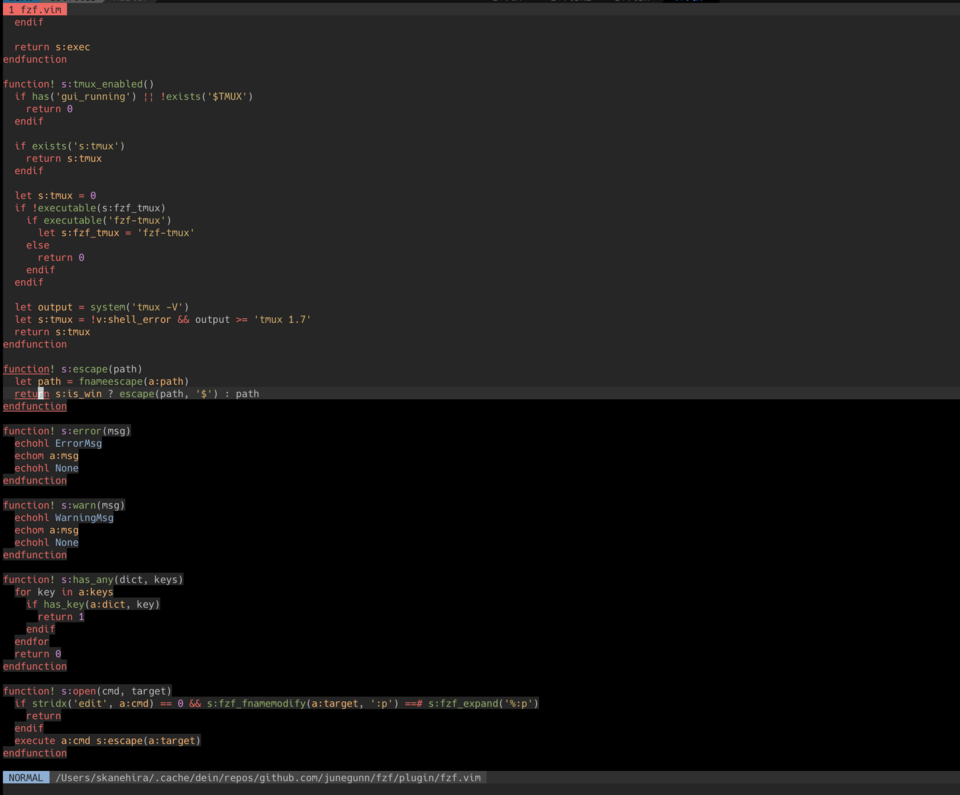 1 fzf.vim
  endif

  return s:exec
endfunction

function! s:tmux_enabled()
  if has('gui_running') || !exists('$TMUX')
    return 0
  endif

  if exists('s:tmux')
    return s:tmux
  endif

  let s:tmux = 0
  if !executable(s:fzf_tmux)
    if executable('fzf-tmux')
      let s:fzf_tmux = 'fzf-tmux'
    else
      return 0
    endif
  endif

  let output = system('tmux -V')
  let s:tmux = !v:shell_error && output >= 'tmux 1.7'
  return s:tmux
endfunction

function! s:escape(path)
  let path = fnameescape(a:path)
  return s:is_win ? escape(path, '$') : path
endfunction

function! s:error(msg)
  echohl ErrorMsg
  echom a:msg
  echohl None
endfunction

function! s:warn(msg)
  echohl WarningMsg
  echom a:msg
  echohl None
endfunction

function! s:has_any(dict, keys)
  for key in a:keys
    if has_key(a:dict, key)
      return 1
    endif
  endfor
  return 0
endfunction

function! s:open(cmd, target)
  if stridx('edit', a:cmd) == 0 && s:fzf_fnamemodify(a:target, ':p') ==# s:fzf_expand('%:p')
    return
  endif
  execute a:cmd s:escape(a:target)
endfunction

NORMAL /Users/skanehira/.cache/dein/repos/github.com/junegunn/fzf/plugin/fzf.vim